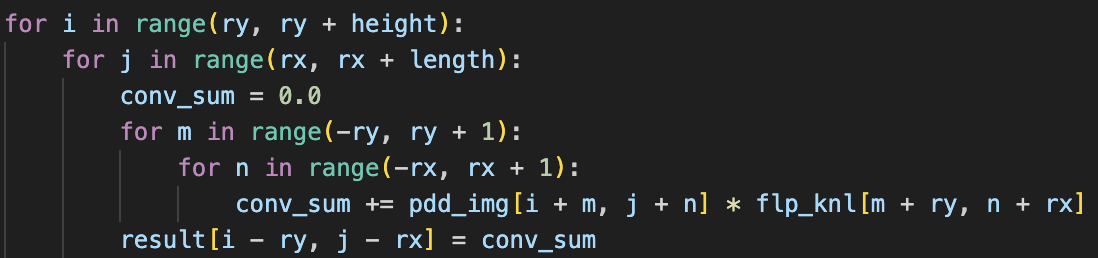 for i in range(ry, ry + height):
    for j in range(rx, rx + length):
        conv_sum = 0.0
        for m in range(-ry, ry + 1):
            for n in range(-rx, rx + 1):
                conv_sum += pdd_img[i + m, j + n] * flp_knl[m + ry, n + rx]
        result[i - ry, j - rx] = conv_sum